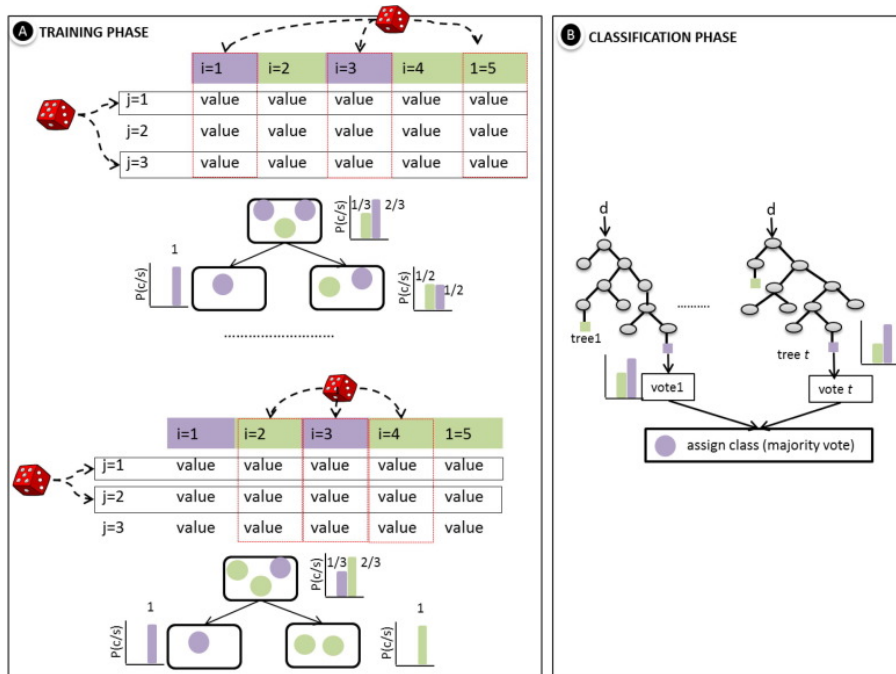 A TRAINING PHASE
i=1 i=2 i=3 i=4 1=5
j=1 value value value value value
j=2 value value value value value
j=3 value value value value value
P(c/s) 1/3 2/3
P(c/s) 1
P(c/s) 1/2 1/2
i=1 i=2 i=3 i=4 1=5
j=1 value value value value value
j=2 value value value value value
j=3 value value value value value
P(c/s) 1/3 2/3
P(c/s) 1
P(c/s) 1
B CLASSIFICATION PHASE
d d
tree1 tree t
vote1 vote t
assign class (majority vote)